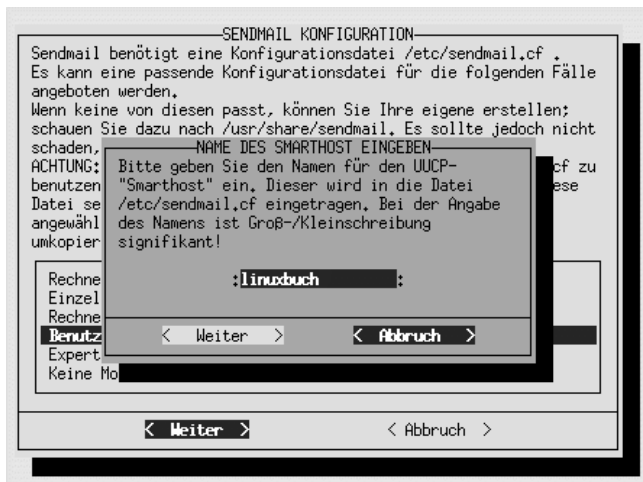 SENDMAIL KONFIGURATION
Sendmail benötigt eine Konfigurationsdatei /etc/sendmail.cf .
Es kann eine passende Konfigurationsdatei für die folgenden Fälle
angeboten werden.
Wenn keine von diesen passt, können Sie Ihre eigene erstellen;
schauen Sie dazu nach /usr/share/sendmail. Es sollte jedoch nicht
schaden,
ACHTUNG: cf zu
benutzen ese
Datei se
angewähl
umkopier
NAME DES SMARTHOST EINGEBEN
Bitte geben Sie den Namen für den UUCP-
"Smarthost" ein. Dieser wird in die Datei
/etc/sendmail.cf eingetragen. Bei der Angabe
des Namens ist Groß-/Kleinschreibung
signifikant!
:linuxbuch :
< Weiter > < Abbruch >
Rechne
Einzel
Rechne
Benutz
Expert
Keine Mo
< Weiter > < Abbruch >